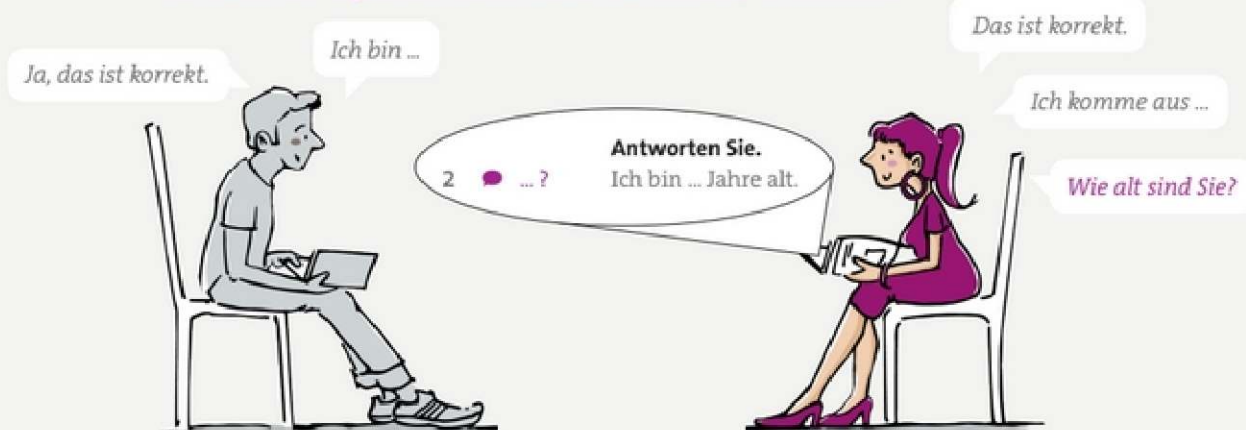 Das ist korrekt.
Ich bin ...
Ja, das ist korrekt.
Ich komme aus ...
Antworten Sie.
2 ... ? Ich bin ... Jahre alt.
Wie alt sind Sie?